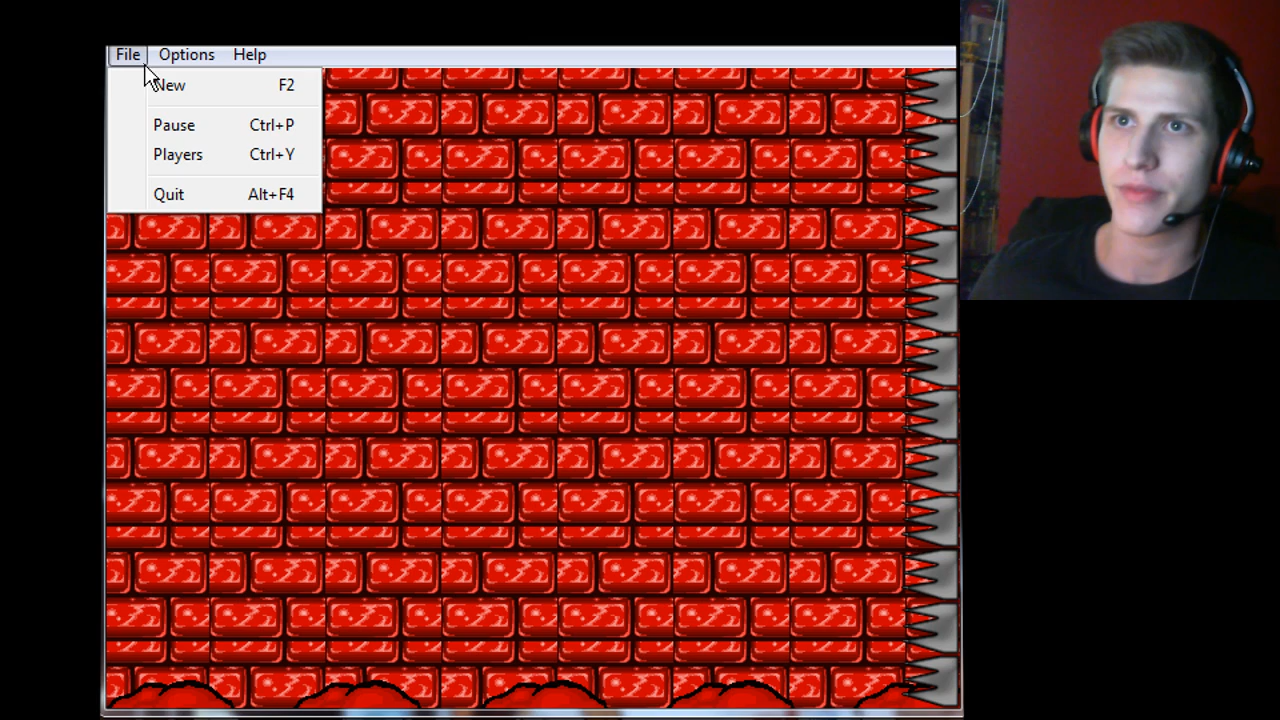 File Options Help
New F2
Pause Ctrl+P
Players Ctrl+Y
Quit Alt+F4